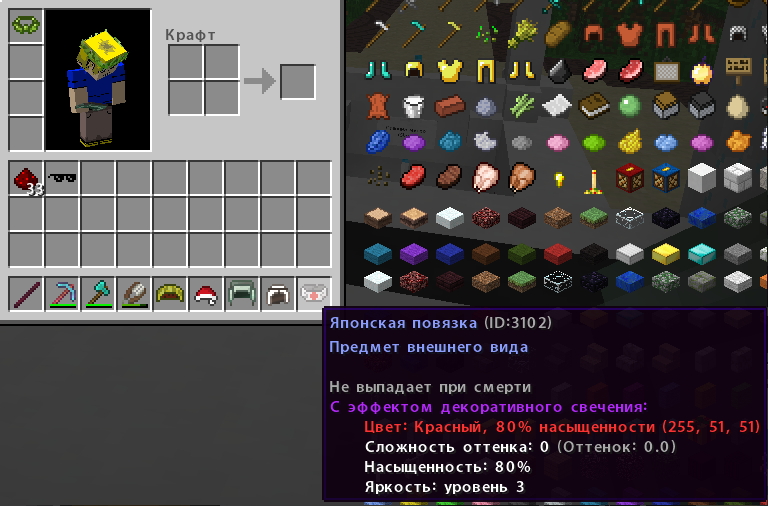 Крафт
33
Японская повязка (ID:3102)
Предмет внешнего вида
Не выпадает при смерти
С эффектом декоративного свечения:
Цвет: Красный, 80% насыщенности (255, 51, 51)
Сложность оттенка: 0 (Оттенок: 0.0)
Насыщенность: 80%
Яркость: уровень 3